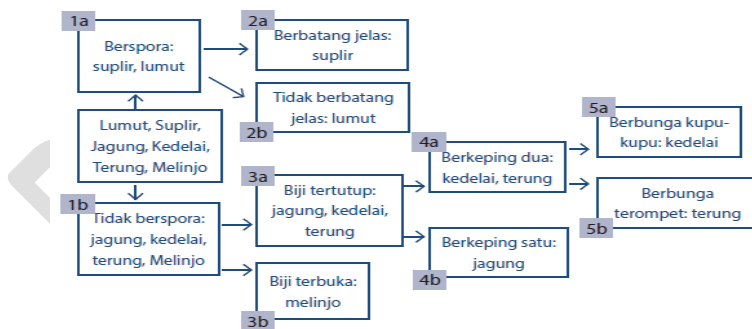 1a
Berspora:
suplir, lumut
2a
Berbatang jelas:
suplir
Tidak berbatang
jelas: lumut
2b
Lumut, Suplir,
Jagung, Kedelai,
Terung, Melinjo
1b
Tidak berspora:
jagung, kedelai,
terung, Melinjo
3a
Biji tertutup:
jagung, kedelai,
terung
Biji terbuka:
melinjo
3b
4a
Berkeping dua:
kedelai, terung
Berkeping satu:
jagung
4b
5a
Berbunga kupu-
kupu: kedelai
Berbunga
terompet: terung
5b